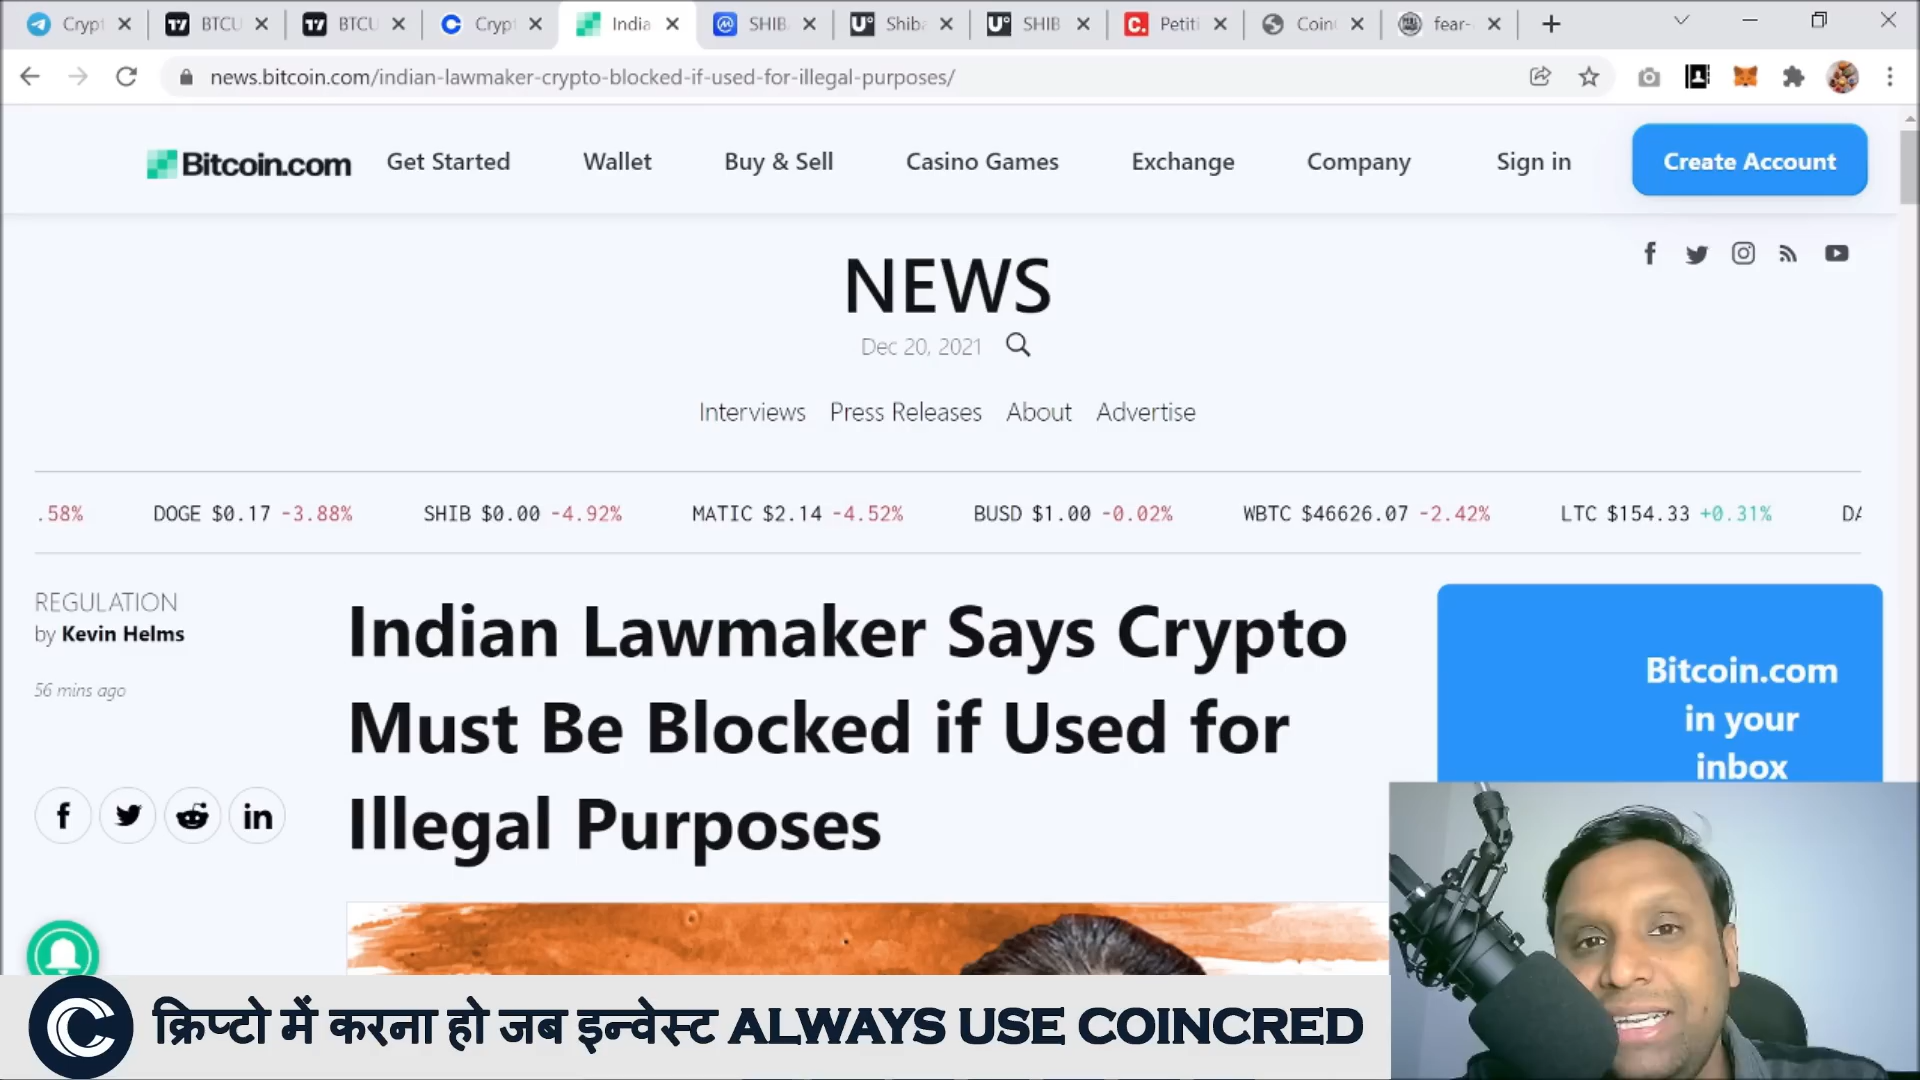 Crypt
BTCU
BTCU
Crypt
India
SHIB
Shiba
SHIB
Petiti
Coin
fear-
news.bitcoin.com/indian-lawmaker-crypto-blocked-if-used-for-illegal-purposes/
Bitcoin.com
Get Started
Wallet
Buy & Sell
Casino Games
Exchange
Company
Sign in
Create Account
NEWS
Dec 20, 2021
Interviews Press Releases About Advertise
.58% DOGE $0.17 -3.88% SHIB $0.00 -4.92% MATIC $2.14 -4.52% BUSD $1.00 -0.02% WBTC $46626.07 -2.42% LTC $154.33 +0.31%
REGULATION
by Kevin Helms
56 mins ago
Indian Lawmaker Says Crypto
Must Be Blocked if Used for
Illegal Purposes
Bitcoin.com
in your
inbox
क्रिप्टो में करना हो जब इन्वेस्ट ALWAYS USE COINCRED